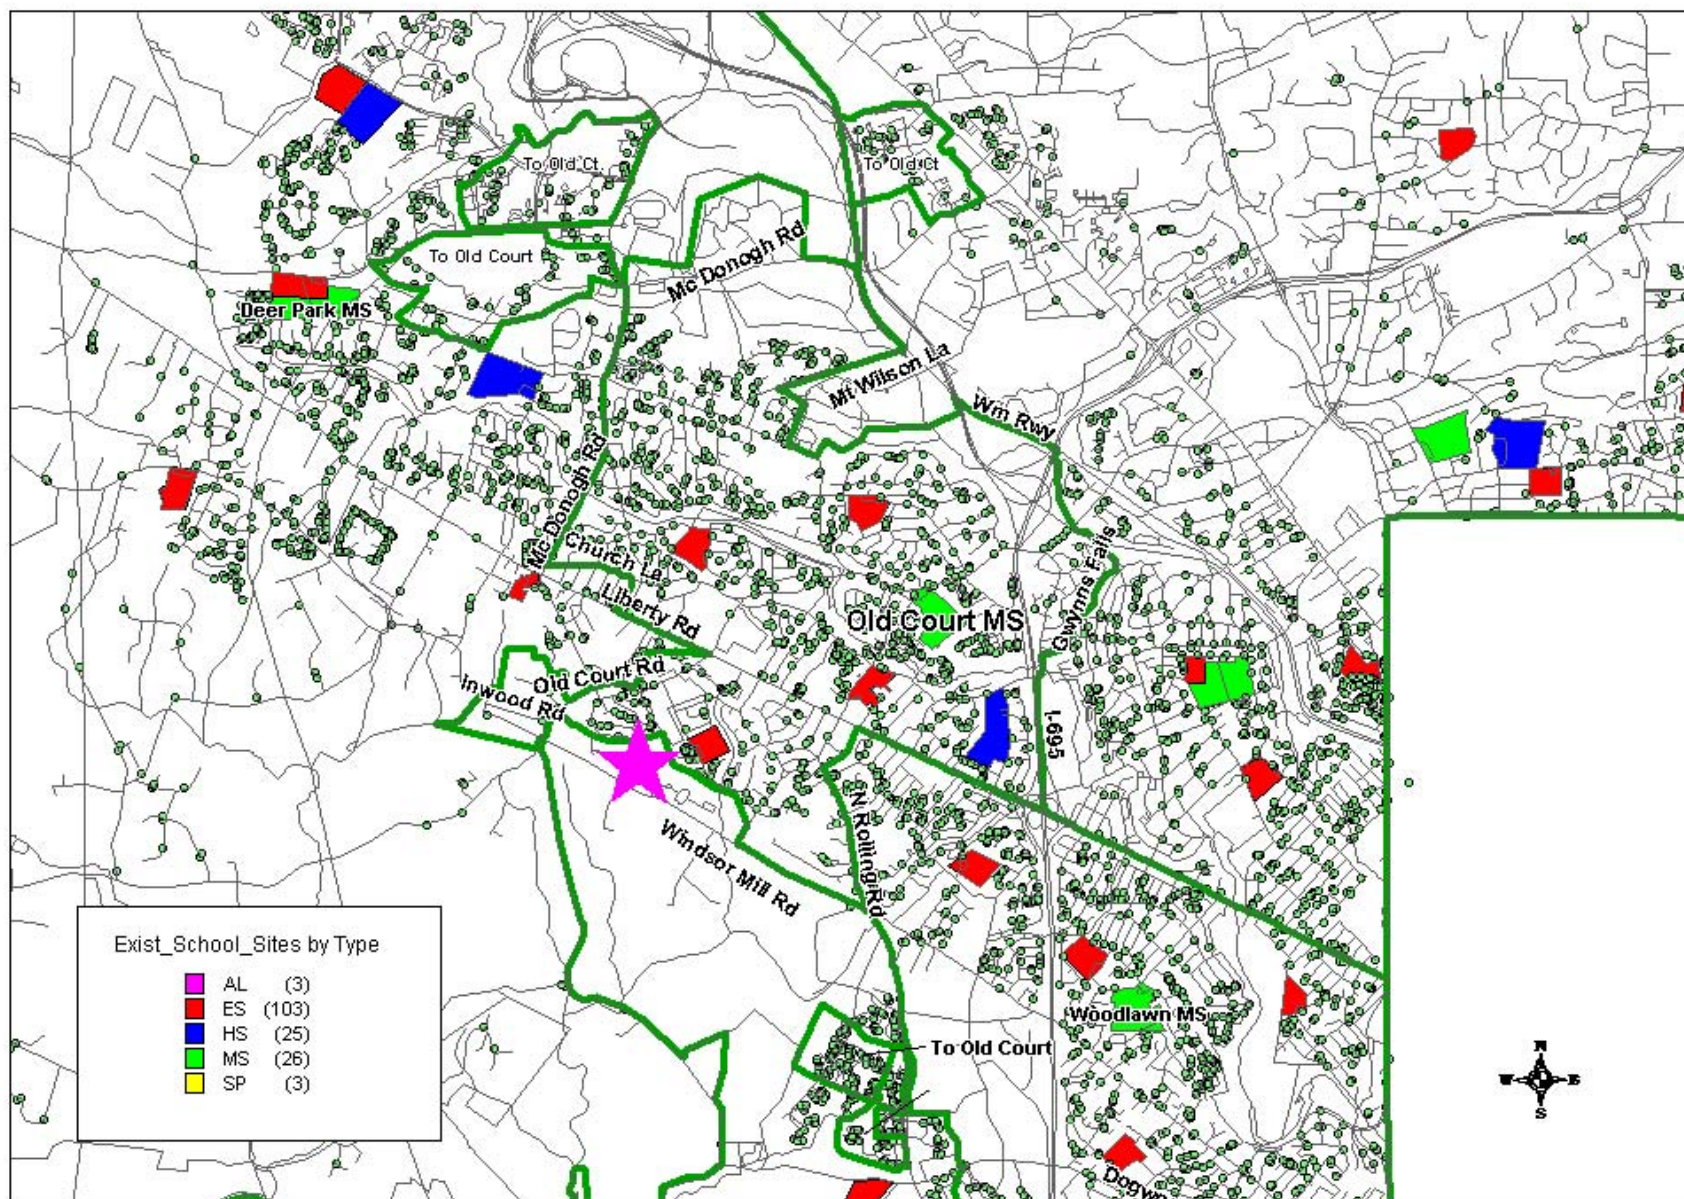 To Old Ct
To Old Ct
To Old Court
Mc Donogh Rd
Deer Park MS
Mt Wilson La
Wm Rwy
Mc Donogh Rd
Church La
Gwynns Falls
Liberty Rd
Old Court MS
Old Court Rd
Inwood Rd
I-695
N Rolling Rd
Windsor Mill Rd
Exist_School_Sites by Type
AL (3)
ES (103)
HS (25)
MS (26)
SP (3)
Woodlawn MS
To Old Court
N
W E
S